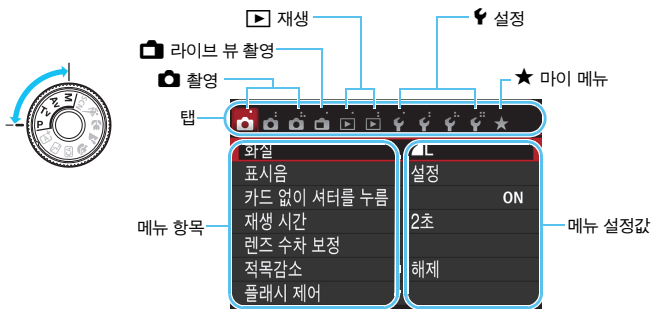 재생
설정
라이브 뷰 촬영
촬영
마이 메뉴
탭
화질
L
표시음
설정
카드 없이 셔터를 누름
ON
재생 시간
2초
렌즈 수차 보정
적목감소
해제
플래시 제어
메뉴 항목
메뉴 설정값
P
Tv
Av
M